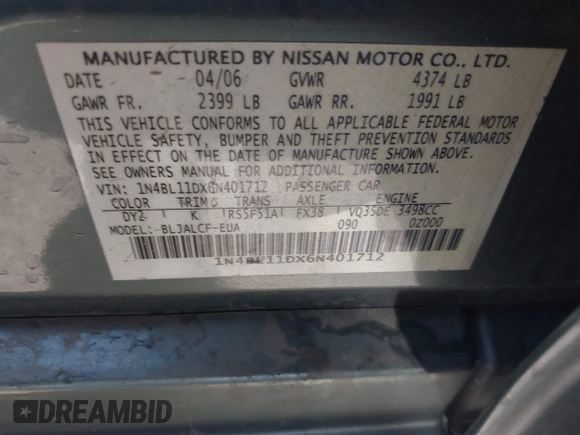 MANUFACTURED BY NISSAN MOTOR CO., LTD.
DATE 04/06 GVWR 4374 LB
GAWR FR. 2399 LB GAWR RR. 1991 LB
THIS VEHICLE CONFORMS TO ALL APPLICABLE FEDERAL MOTOR
VEHICLE SAFETY, BUMPER AND THEFT PREVENTION STANDARDS
IN EFFECT ON THE DATE OF MANUFACTURE SHOWN ABOVE.
SEE OWNERS MANUAL FOR ADDITIONAL INFORMATION.
VIN: 1N4BL11DX6N401712 PASSENGER CAR
COLOR TRIM TRANS AXLE ENGINE
DY2 K RS5F51A FX38 VQ35DE 3498CC
MODEL: BLJALCF-EUA 090 0Z000
1N4BL11DX6N401712
DREAMBID